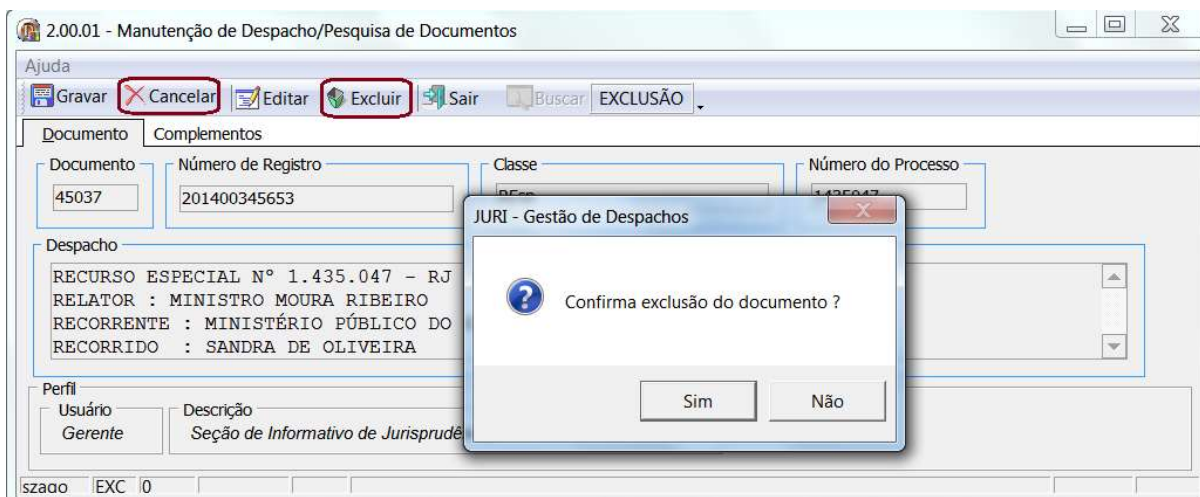 2.00.01 - Manutenção de Despacho/Pesquisa de Documentos
Ajuda
Gravar Cancelar Editar Excluir Sair Buscar EXCLUSÃO
Documento Complementos
Documento Número de Registro Classe Número do Processo
45037 201400345653 REsp 1435047
JURI - Gestão de Despachos
Confirma exclusão do documento ?
Sim Não
Despacho
RECURSO ESPECIAL Nº 1.435.047 - RJ
RELATOR : MINISTRO MOURA RIBEIRO
RECORRENTE : MINISTÉRIO PÚBLICO DO
RECORRIDO : SANDRA DE OLIVEIRA
Perfil
Usuário Descrição
Gerente Seção de Informativo de Jurisprudê
szago EXC 0